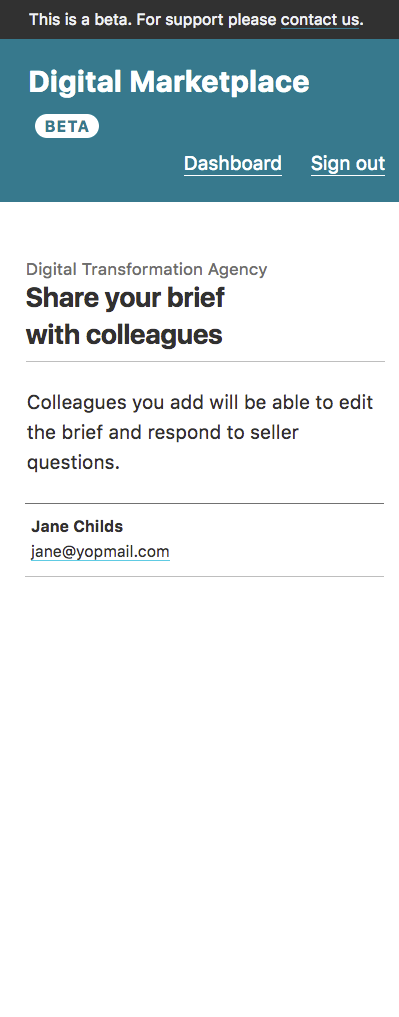 This is a beta. For support please contact us.
Digital Marketplace
BETA
Dashboard Sign out
Digital Transformation Agency
Share your brief
with colleagues
Colleagues you add will be able to edit
the brief and respond to seller
questions.
Jane Childs
jane@yopmail.com